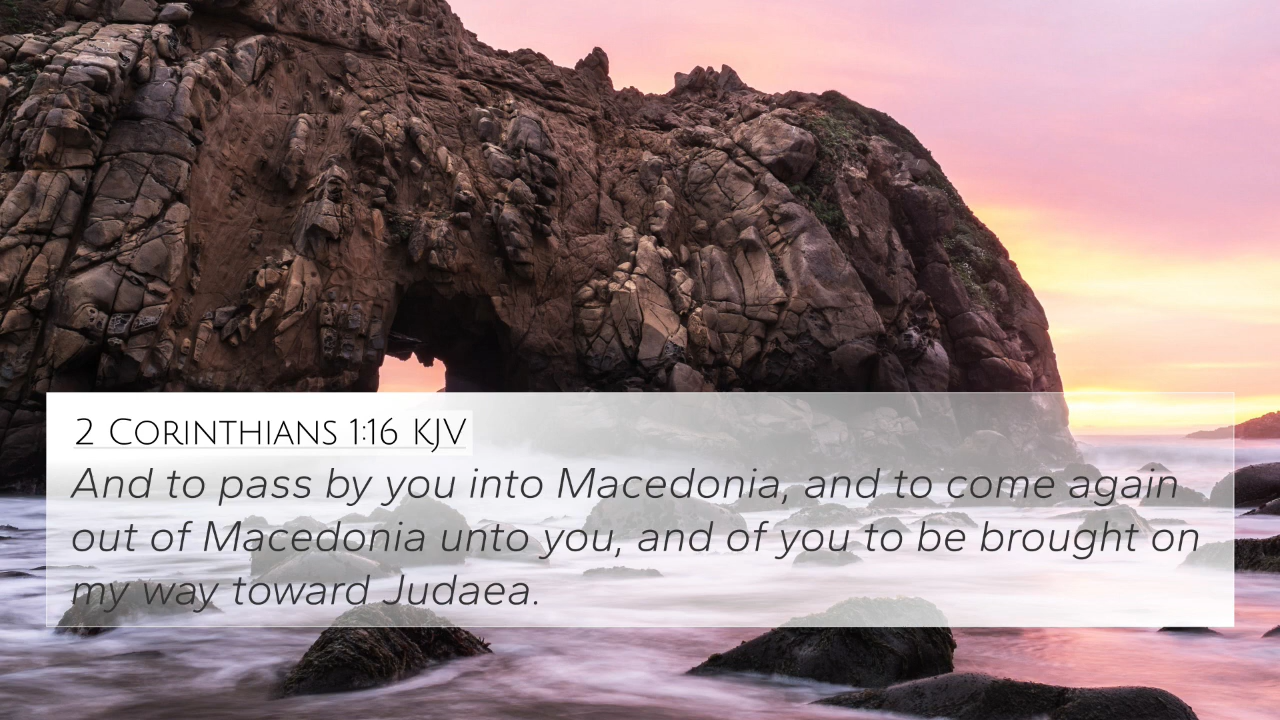 2 Corinthians 1:16 KJV
And to pass by you into Macedonia, and to come again
out of Macedonia unto you, and of you to be brought on
my way toward Judaea.